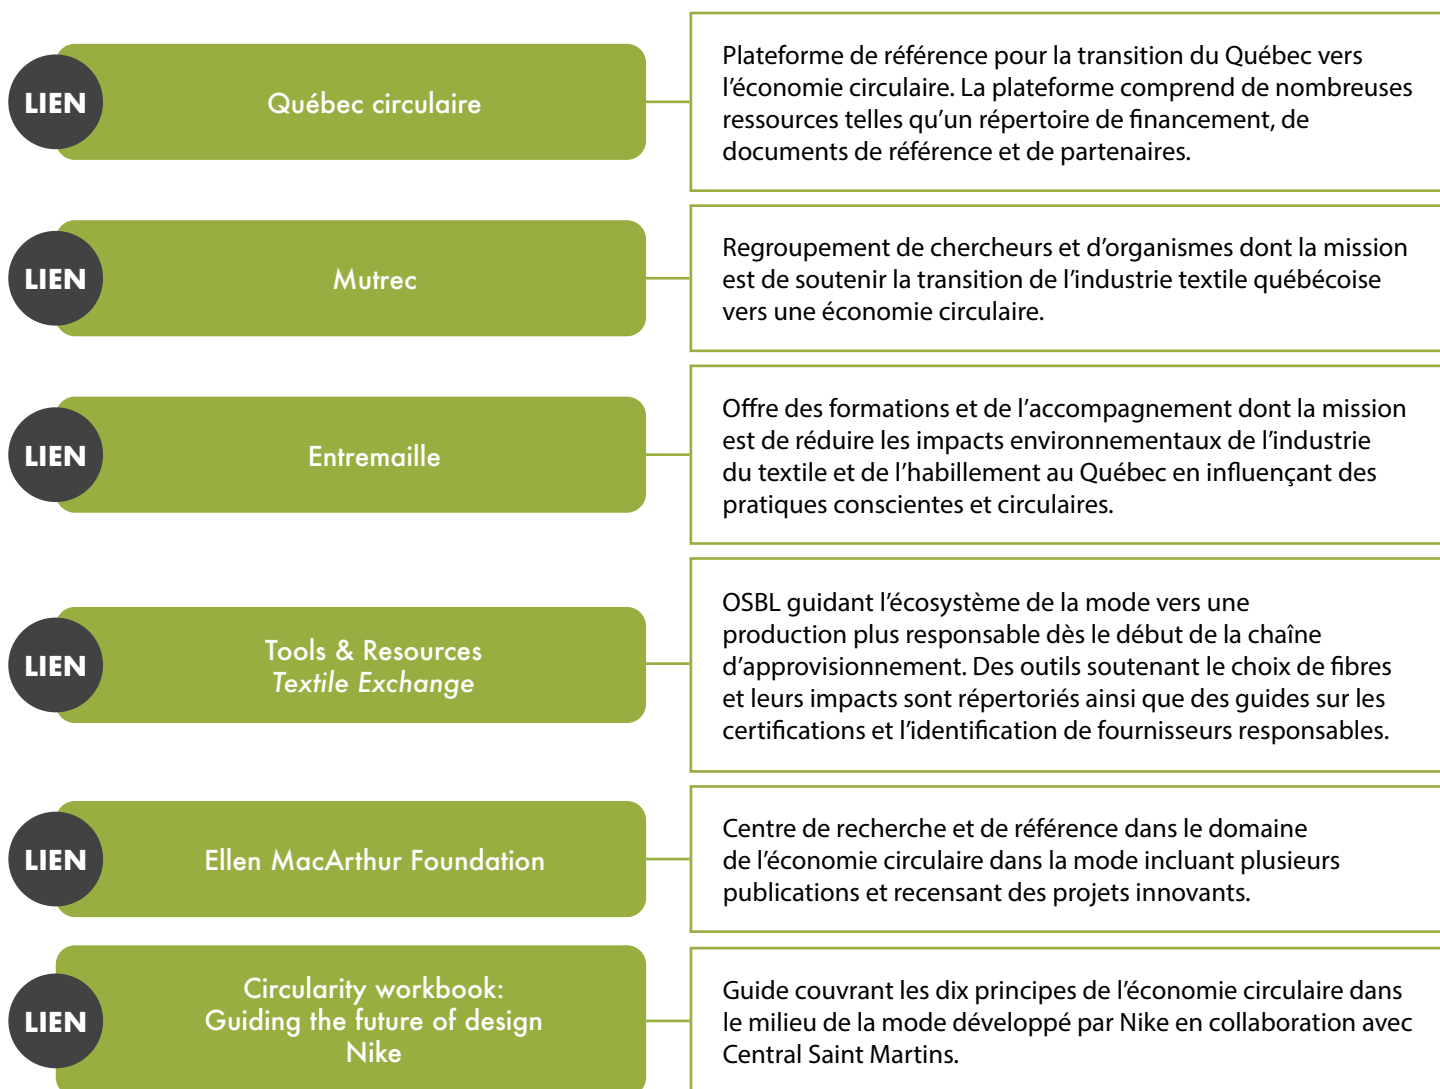 LIEN
Québec circulaire
Plateforme de référence pour la transition du Québec vers
l’économie circulaire. La plateforme comprend de nombreuses
ressources telles qu’un répertoire de financement, de
documents de référence et de partenaires.
LIEN
Mutrec
Regroupement de chercheurs et d’organismes dont la mission
est de soutenir la transition de l’industrie textile québécoise
vers une économie circulaire.
LIEN
Entremaille
Offre des formations et de l’accompagnement dont la mission
est de réduire les impacts environnementaux de l’industrie
du textile et de l’habillement au Québec en influençant des
pratiques conscientes et circulaires.
LIEN
Tools & Resources
Textile Exchange
OSBL guidant l’écosystème de la mode vers une
production plus responsable dès le début de la chaîne
d’approvisionnement. Des outils soutenant le choix de fibres
et leurs impacts sont répertoriés ainsi que des guides sur les
certifications et l’identification de fournisseurs responsables.
LIEN
Ellen MacArthur Foundation
Centre de recherche et de référence dans le domaine
de l’économie circulaire dans la mode incluant plusieurs
publications et recensant des projets innovants.
LIEN
Circularity workbook:
Guiding the future of design
Nike
Guide couvrant les dix principes de l’économie circulaire dans
le milieu de la mode développé par Nike en collaboration avec
Central Saint Martins.